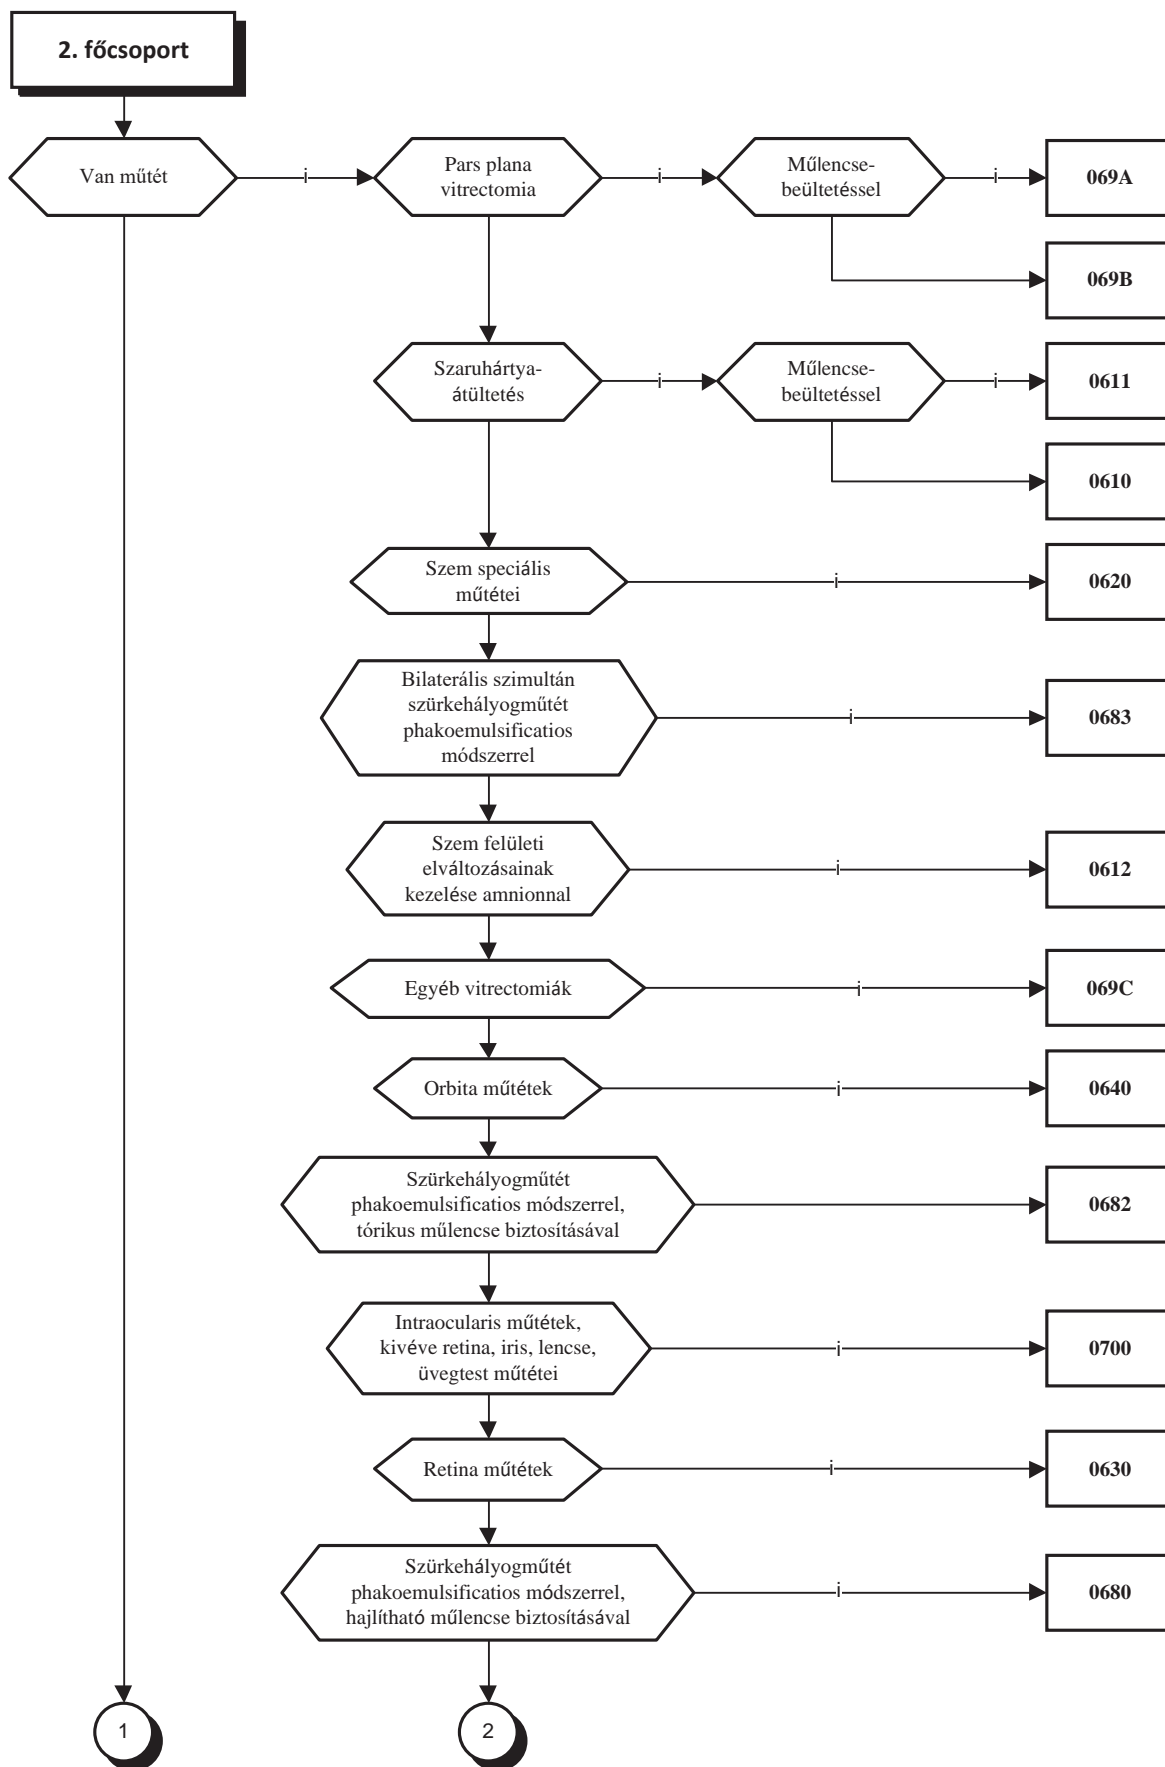 2. főcsoport
Van műtét
i
Pars plana
vitrectomia
i
Műlencse-
beültetéssel
i
069A
069B
Szaruhártya-
átültetés
i
Műlencse-
beültetéssel
i
0611
0610
Szem speciális
műtétei
i
0620
Bilaterális szimultán
szürkehályogműtét
phakoemulsificatios
módszerrel
i
0683
Szem felületi
elváltozásainak
kezelése amnionnal
i
0612
Egyéb vitrectomiák
i
069C
Orbita műtétek
i
0640
Szürkehályogműtét
phakoemulsificatios módszerrel,
tórikus műlencse biztosításával
0682
Intraocularis műtétek,
kivéve retina, iris, lencse,
üvegtest műtétei
i
0700
Retina műtétek
i
0630
Szürkehályogműtét
phakoemulsificatios módszerrel,
hajlítható műlencse biztosításával
i
0680
1
2